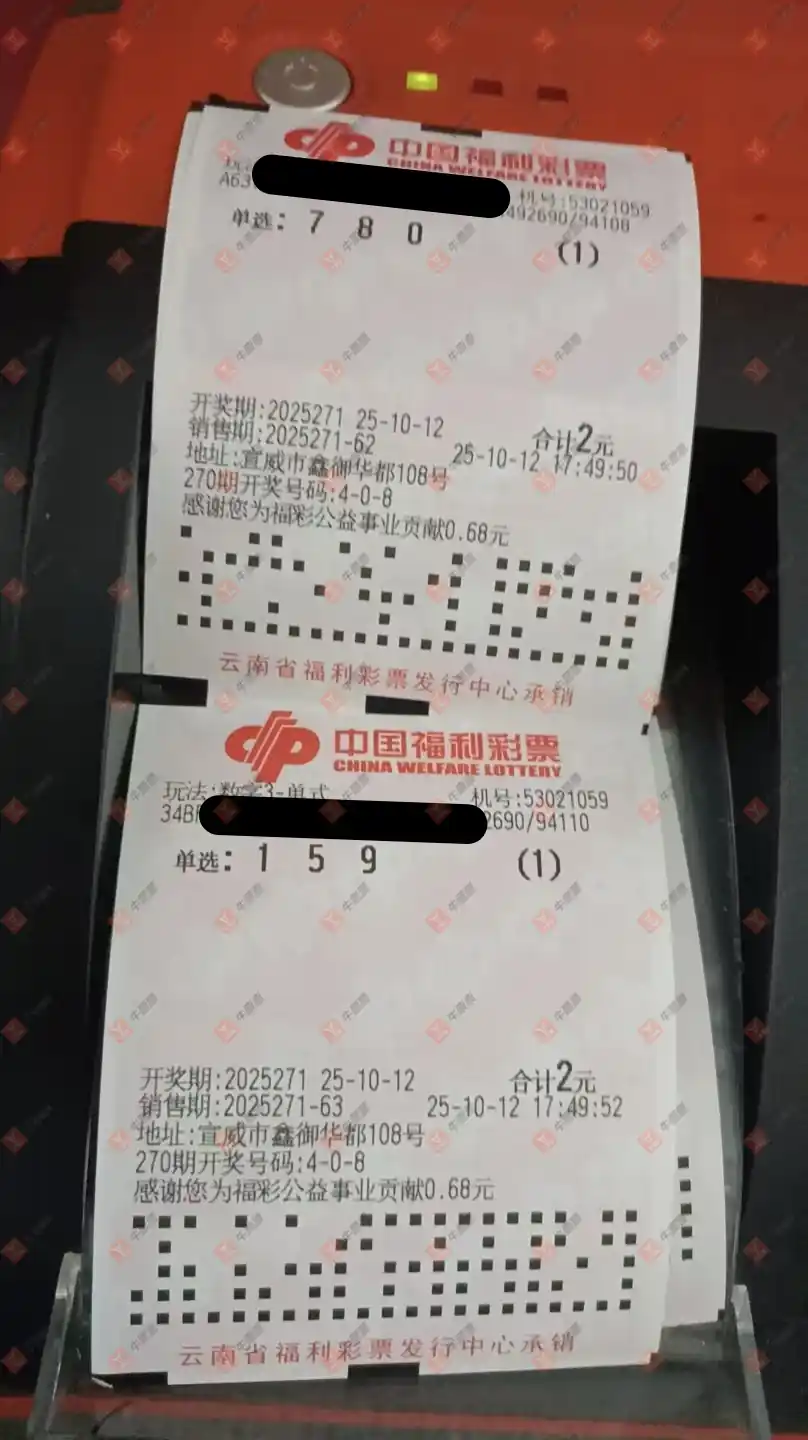 中国福利彩票
CHINA WELFARE LOTTERY
机号:53021059
A63 492690/94108
单选: 7 8 0 (1)
开奖期:2025271 25-10-12 合计2元
销售期:2025271-62 25-10-12 17:49:50
地址:宣威市鑫御华都108号
270期开奖号码:4-0-8
感谢您为福彩公益事业贡献0.68元
云南省福利彩票发行中心承销
中国福利彩票
CHINA WELFARE LOTTERY
玩法:数字3-单式 机号:53021059
34B 2690/94110
单选: 1 5 9 (1)
开奖期:2025271 25-10-12 合计2元
销售期:2025271-63 25-10-12 17:49:52
地址:宣威市鑫御华都108号
270期开奖号码:4-0-8
感谢您为福彩公益事业贡献0.68元
云南省福利彩票发行中心承销